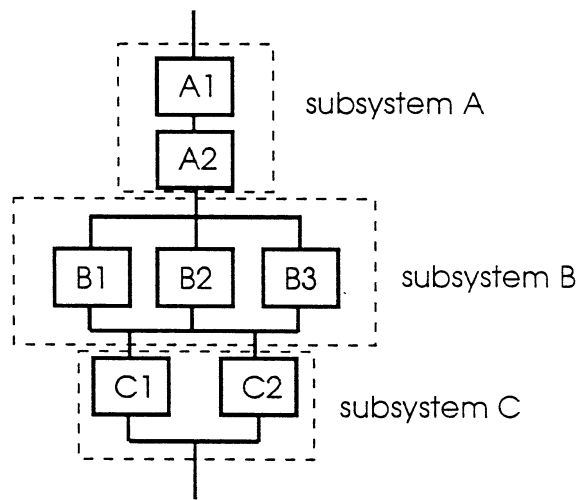 A1
subsystem A
A2
B1 B2 B3 subsystem B
C1 C2 subsystem C